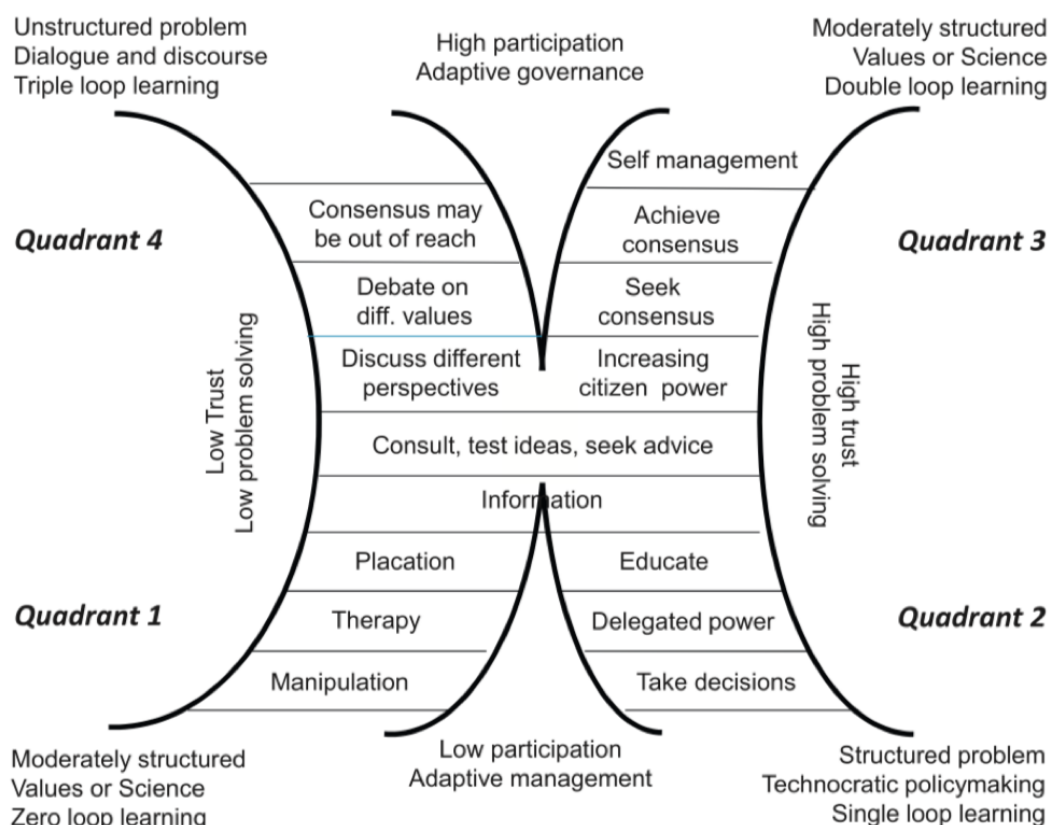 Unstructured problem
Dialogue and discourse
Triple loop learning
High participation
Adaptive governance
Moderately structured
Values or Science
Double loop learning
Self management
Consensus may
be out of reach
Achieve
consensus
Quadrant 4
Quadrant 3
Debate on
diff. values
Seek
consensus
Discuss different
perspectives
Increasing
citizen power
Low Trust
Low problem solving
High trust
High problem solving
Consult, test ideas, seek advice
Information
Placation
Educate
Quadrant 1
Quadrant 2
Therapy
Delegated power
Manipulation
Take decisions
Moderately structured
Values or Science
Zero loop learning
Low participation
Adaptive management
Structured problem
Technocratic policymaking
Single loop learning